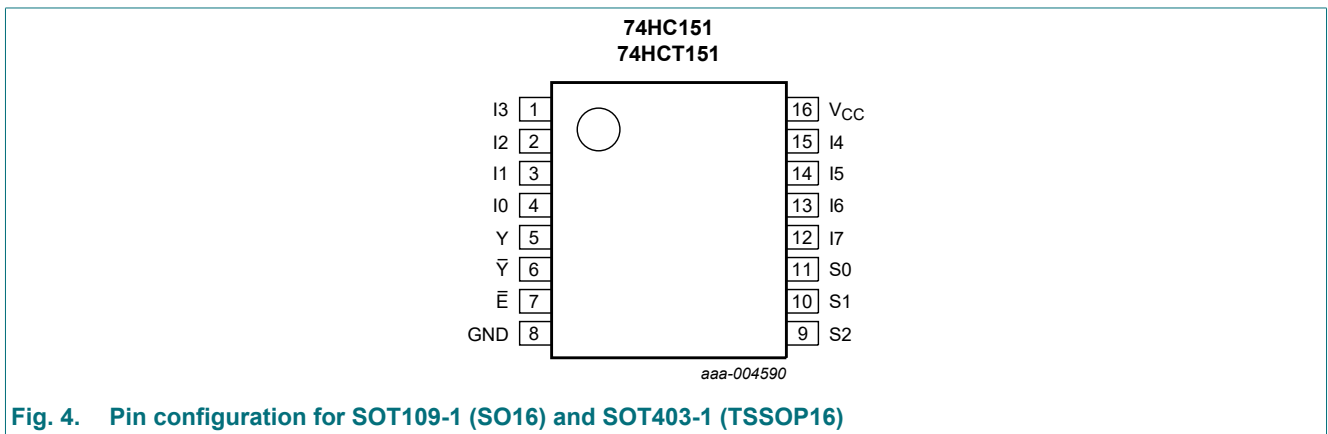 74HC151
74HCT151
I3 1 16 VCC
I2 2 15 I4
I1 3 14 I5
I0 4 13 I6
Y 5 12 I7
Y̅ 6 11 S0
E̅ 7 10 S1
GND 8 9 S2
aaa-004590
Fig. 4. Pin configuration for SOT109-1 (SO16) and SOT403-1 (TSSOP16)